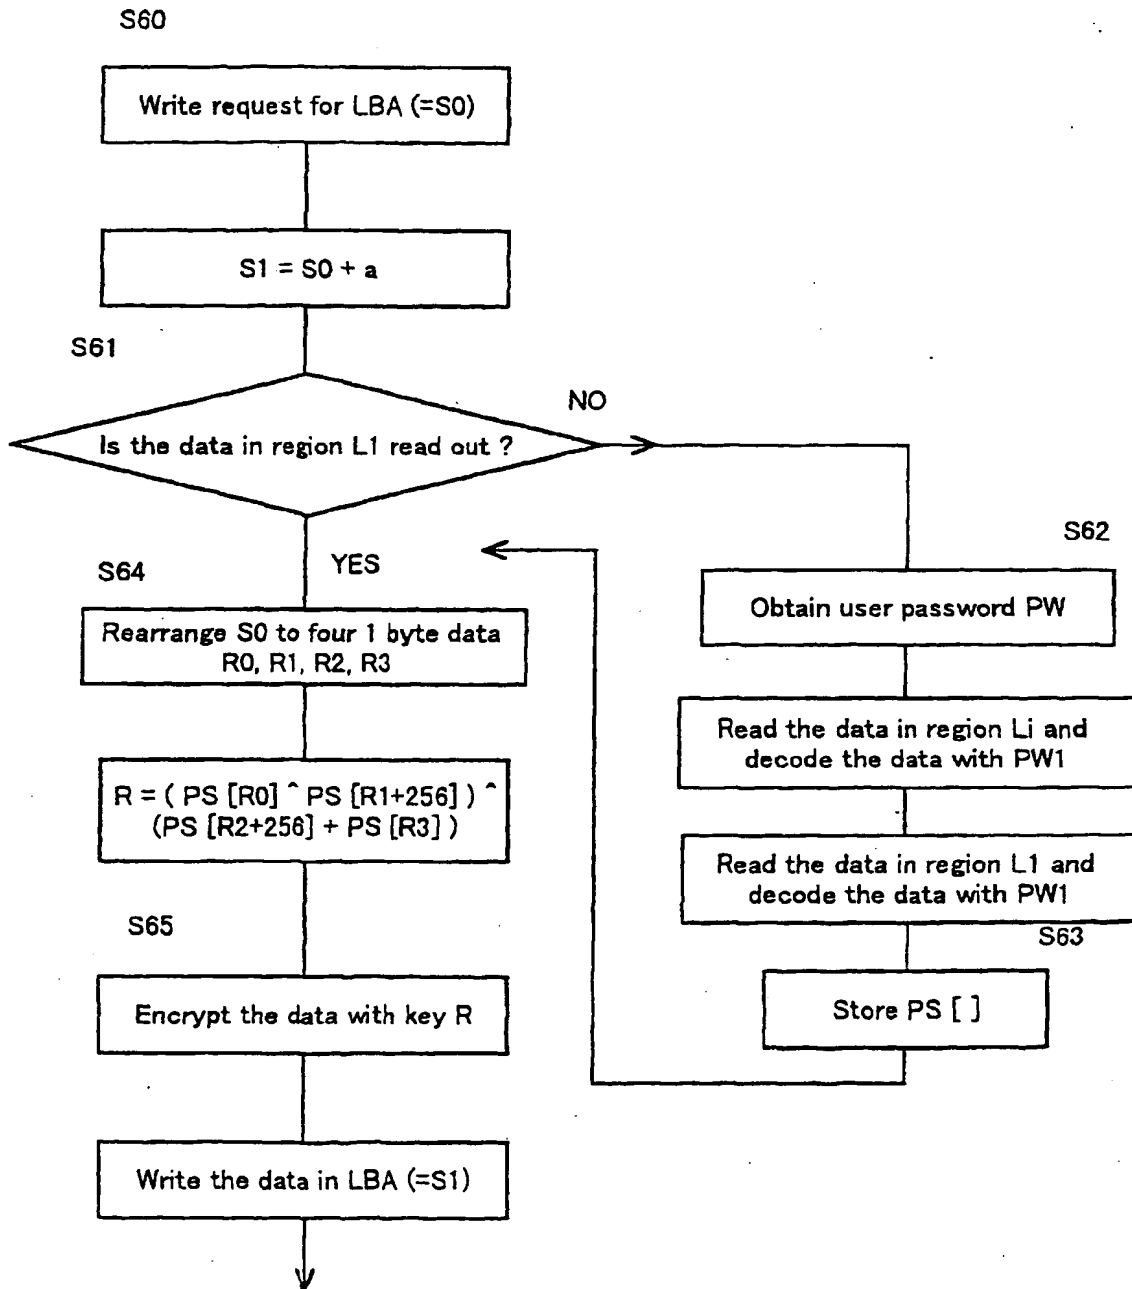 S60
Write request for LBA (=S0)
S1 = S0 + a
S61
Is the data in region L1 read out ?
NO
YES
S62
Obtain user password PW
Read the data in region Li and
decode the data with PW1
Read the data in region L1 and
decode the data with PW1
S63
Store PS [ ]
S64
Rearrange S0 to four 1 byte data
R0, R1, R2, R3
R = ( PS [R0] ^ PS [R1+256] ) ^
(PS [R2+256] + PS [R3] )
S65
Encrypt the data with key R
Write the data in LBA (=S1)